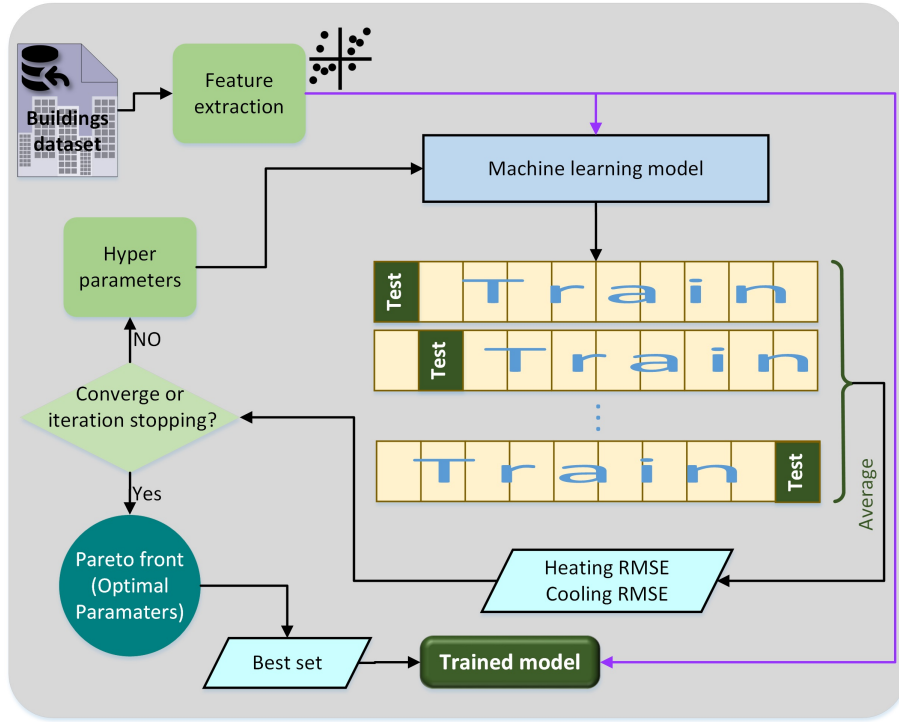 Buildings
dataset
Feature
extraction
Machine learning model
Hyper
parameters
Test
Train
Test
Train
Train
Test
NO
Converge or
iteration stopping?
Yes
Average
Pareto front
(Optimal
Paramaters)
Heating RMSE
Cooling RMSE
Best set
Trained model